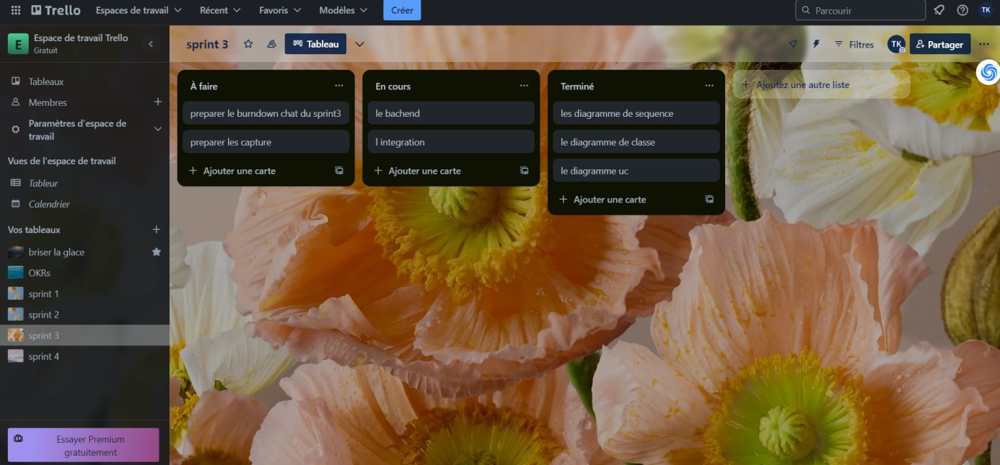 Trello
Espaces de travail
Récent
Favoris
Modèles
Créer
Parcourir
TK
E
Espace de travail Trello
Gratuit
Tableaux
Membres
Paramètres d'espace de
travail
Vues de l'espace de travail
Tableur
Calendrier
Vos tableaux
briser la glace
OKRs
sprint 1
sprint 2
sprint 3
sprint 4
Essayer Premium
gratuitement
sprint 3
Tableau
Filtres
TK
Partager
À faire
preparer le burndown chat du sprint3
preparer les capture
Ajouter une carte
En cours
le bachend
l integration
Ajouter une carte
Terminé
les diagramme de sequence
le diagramme de classe
le diagramme uc
Ajouter une carte
Ajoutez une autre liste